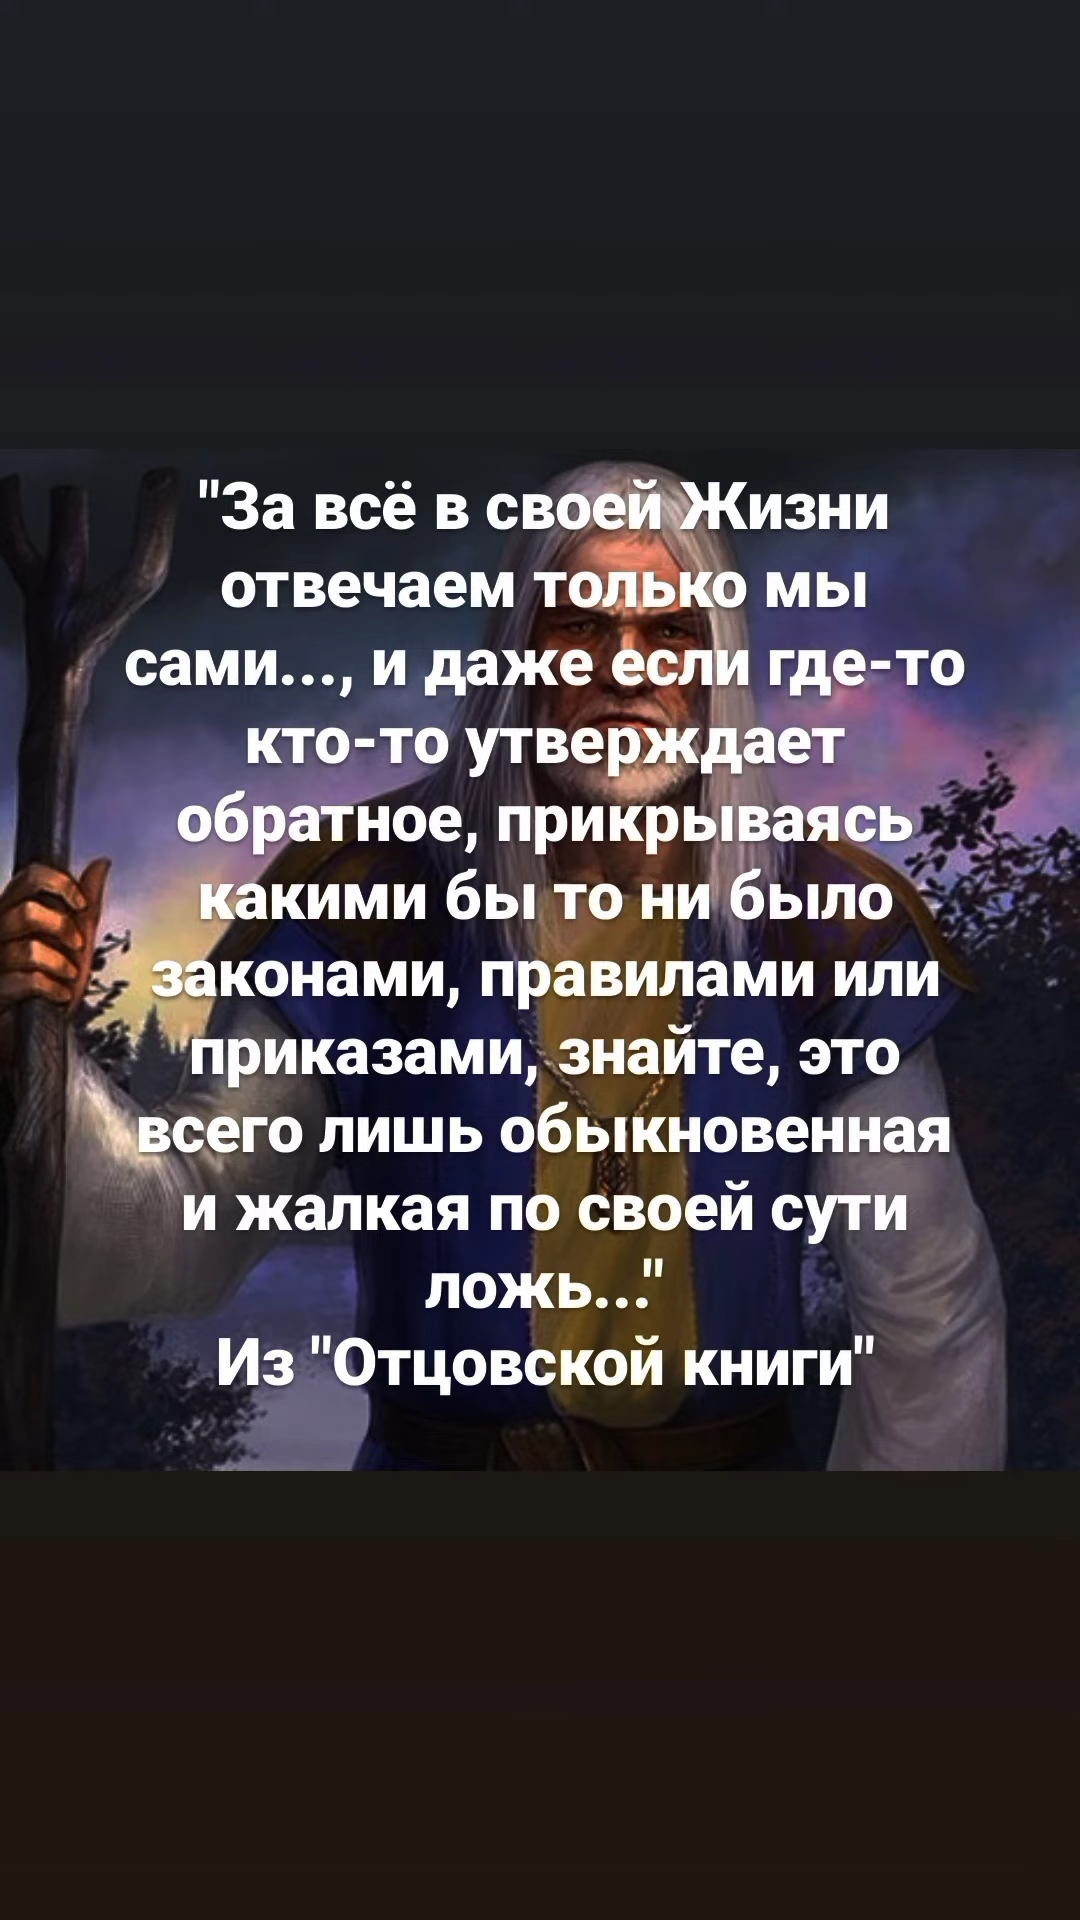 "За всё в своей Жизни
отвечаем только мы
сами..., и даже если где-то
кто-то утверждает
обратное, прикрываясь
какими бы то ни было
законами, правилами или
приказами, знайте, это
всего лишь обыкновенная
и жалкая по своей сути
ложь..."
Из "Отцовской книги"